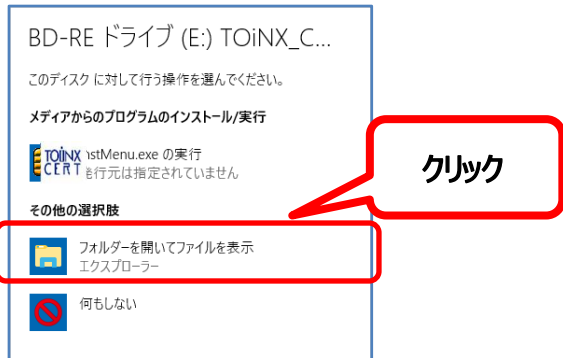 BD-RE ドライブ (E:) TOiNX_C...
このディスク に対して行う操作を選んでください。
メディアからのプログラムのインストール/実行
TOiNX CERT
nstMenu.exe の実行
発行元は指定されていません
その他の選択肢
クリック
フォルダーを開いてファイルを表示
エクスプローラー
何もしない